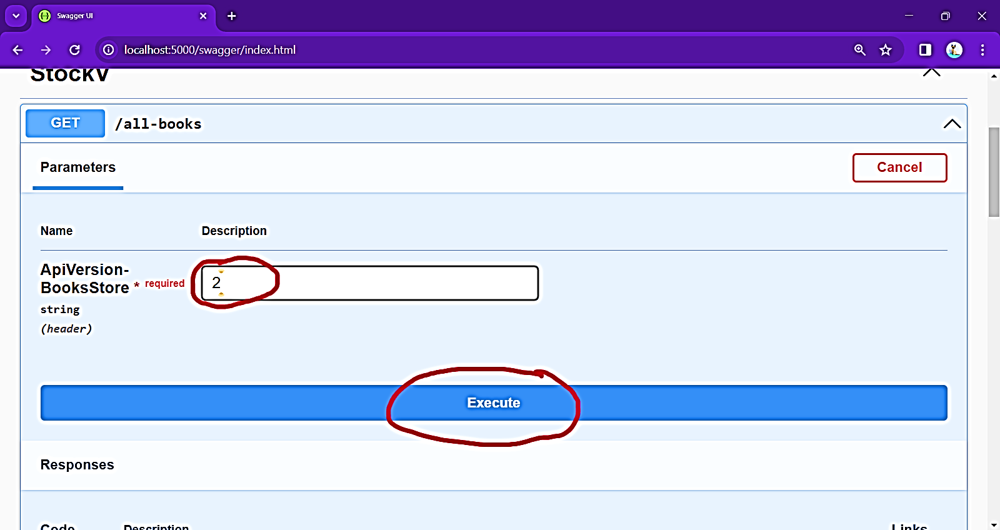 Swagger UI
localhost:5000/swagger/index.html
StockV
GET /all-books
Parameters
Cancel
Name Description
ApiVersion-
BooksStore * required
2
string
(header)
Execute
Responses
Code Description Links